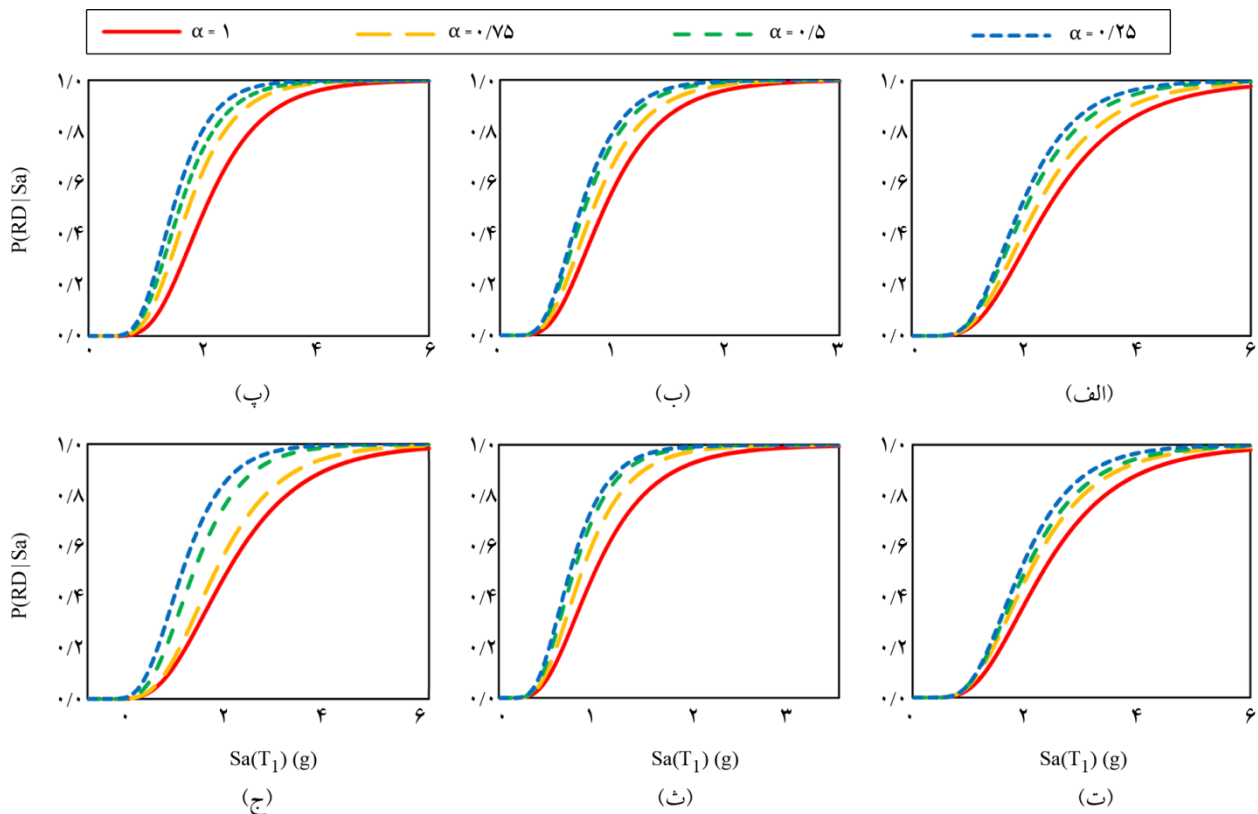 α = ۱ α = ۰/۷۵ α = ۰/۵ α = ۰/۲۵
P(RD|Sa)
۱/۰
۰/۸
۰/۶
۰/۴
۰/۲
۰/۰
۰ ۲ ۴ ۶
(پ)
۱/۰
۰/۸
۰/۶
۰/۴
۰/۲
۰/۰
۰ ۱ ۲ ۳
(ب)
۱/۰
۰/۸
۰/۶
۰/۴
۰/۲
۰/۰
۰ ۲ ۴ ۶
(الف)
P(RD|Sa)
۱/۰
۰/۸
۰/۶
۰/۴
۰/۲
۰/۰
۰ ۲ ۴ ۶
Sa(T1) (g)
(ج)
۱/۰
۰/۸
۰/۶
۰/۴
۰/۲
۰/۰
۰ ۱ ۲ ۳
Sa(T1) (g)
(ث)
۱/۰
۰/۸
۰/۶
۰/۴
۰/۲
۰/۰
۰ ۲ ۴ ۶
Sa(T1) (g)
(ت)